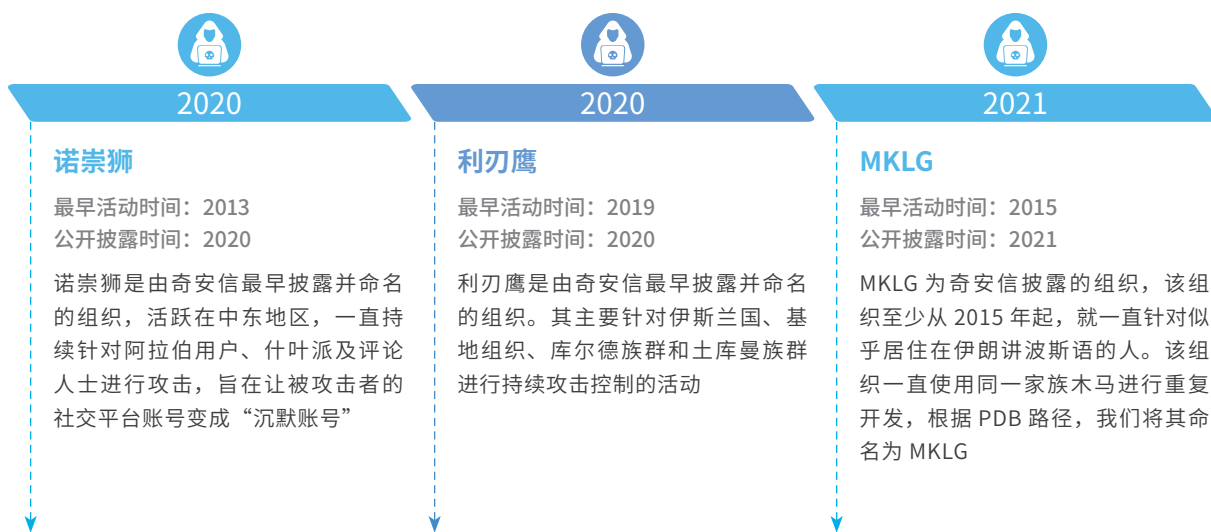 2020
诺崇狮
最早活动时间：2013
公开披露时间：2020
诺崇狮是由奇安信最早披露并命名
的组织，活跃在中东地区，一直持
续针对阿拉伯用户、什叶派及评论
人士进行攻击，旨在让被攻击者的
社交平台账号变成“沉默账号”
2020
利刃鹰
最早活动时间：2019
公开披露时间：2020
利刃鹰是由奇安信最早披露并命名
的组织。其主要针对伊斯兰国、基
地组织、库尔德族群和土库曼族群
进行持续攻击控制的活动
2021
MKLG
最早活动时间：2015
公开披露时间：2021
MKLG 为奇安信披露的组织，该组
织至少从 2015 年起，就一直针对似
乎居住在伊朗讲波斯语的人。该组
织一直使用同一家族木马进行重复
开发，根据 PDB 路径，我们将其命
名为 MKLG